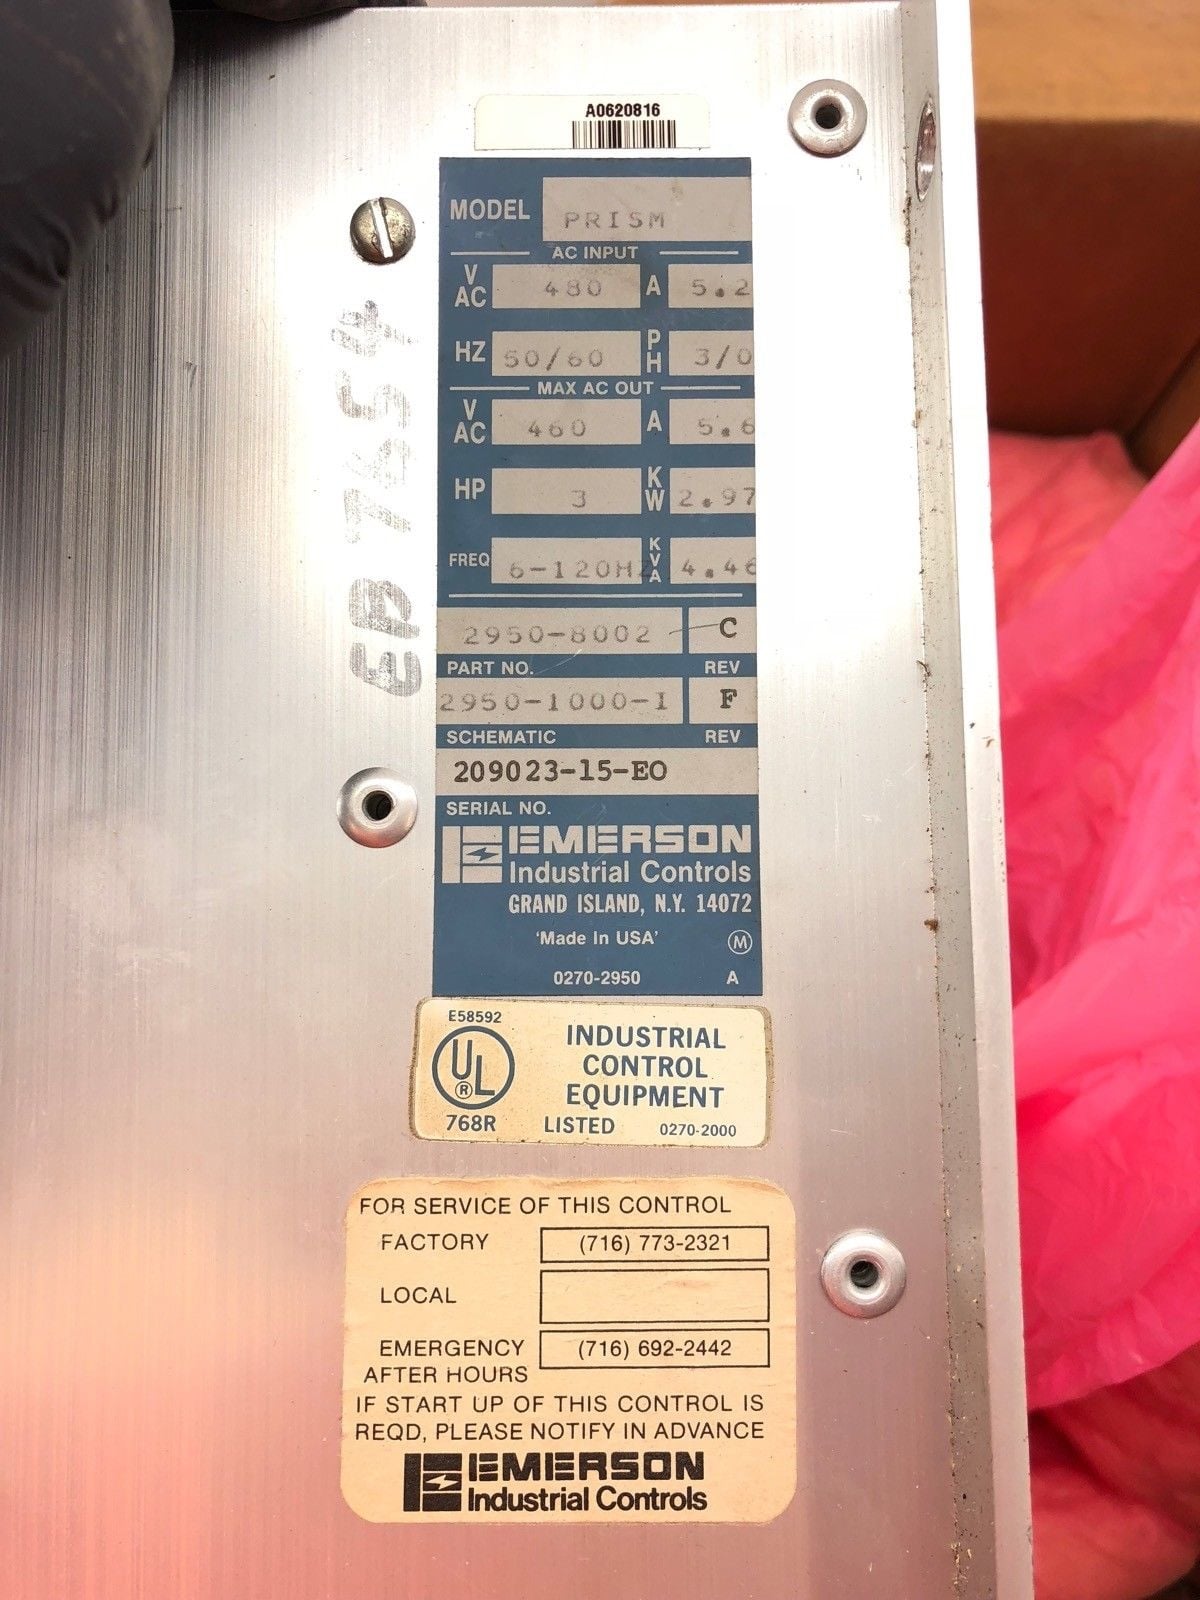 A0620816
MODEL PRISM
AC INPUT
V AC 480 A 5.2
HZ 50/60 PH 3/0
MAX AC OUT
V AC 460 A 5.6
HP 3 KW 2.97
FREQ 6-120HZ KVA 4.46
2950-8002 C
PART NO. REV
2950-1000-I F
SCHEMATIC REV
209023-15-EO
SERIAL NO.
EMERSON
Industrial Controls
GRAND ISLAND, N.Y. 14072
'Made In USA' M
0270-2950 A
EB 7654
E58592
UL ®
768R
INDUSTRIAL
CONTROL
EQUIPMENT
LISTED 0270-2000
FOR SERVICE OF THIS CONTROL
FACTORY (716) 773-2321
LOCAL
EMERGENCY (716) 692-2442
AFTER HOURS
IF START UP OF THIS CONTROL IS
REQD, PLEASE NOTIFY IN ADVANCE
EMERSON
Industrial Controls